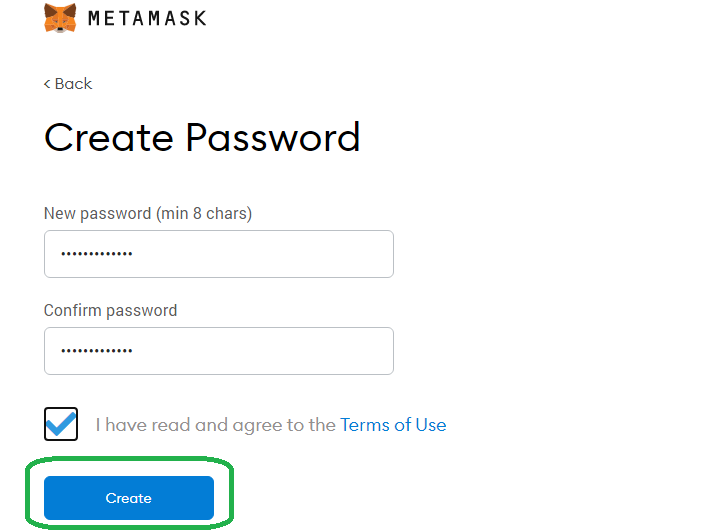 METAMASK
< Back
Create Password
New password (min 8 chars)
•••••••••••••
Confirm password
•••••••••••••
I have read and agree to the Terms of Use
Create